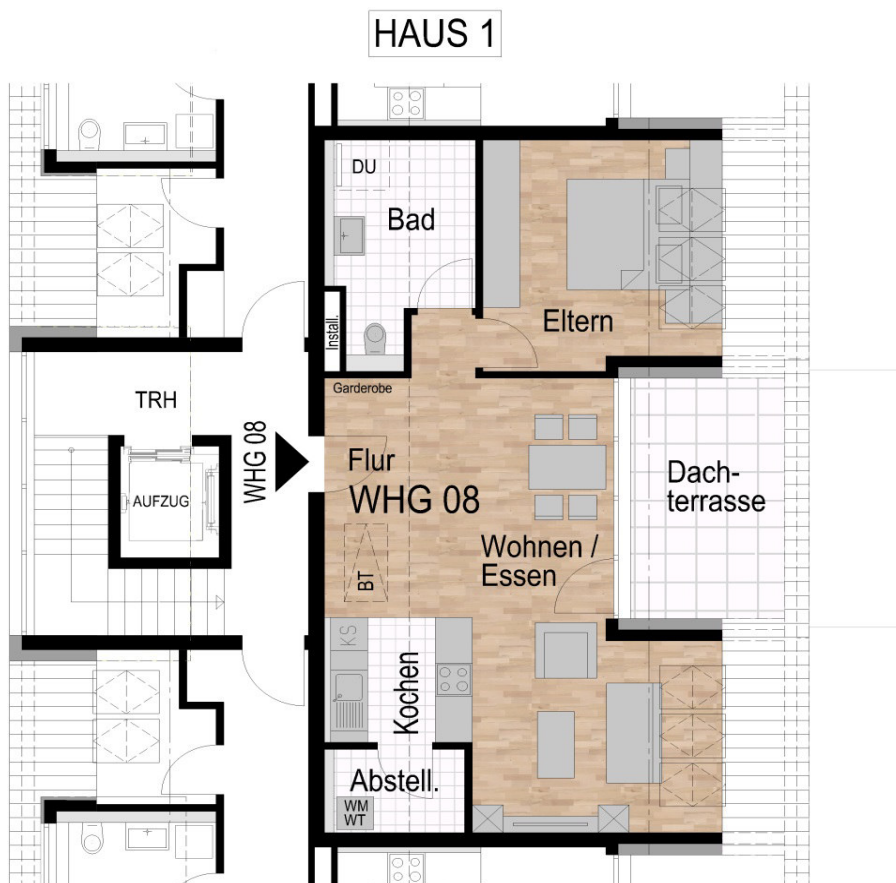 HAUS 1
DU
Bad
Install.
Eltern
Garderobe
TRH
WHG 08
Flur
WHG 08
AUFZUG
Dach-
terrasse
Wohnen /
Essen
BT
KS
Kochen
Abstell.
WM
WT